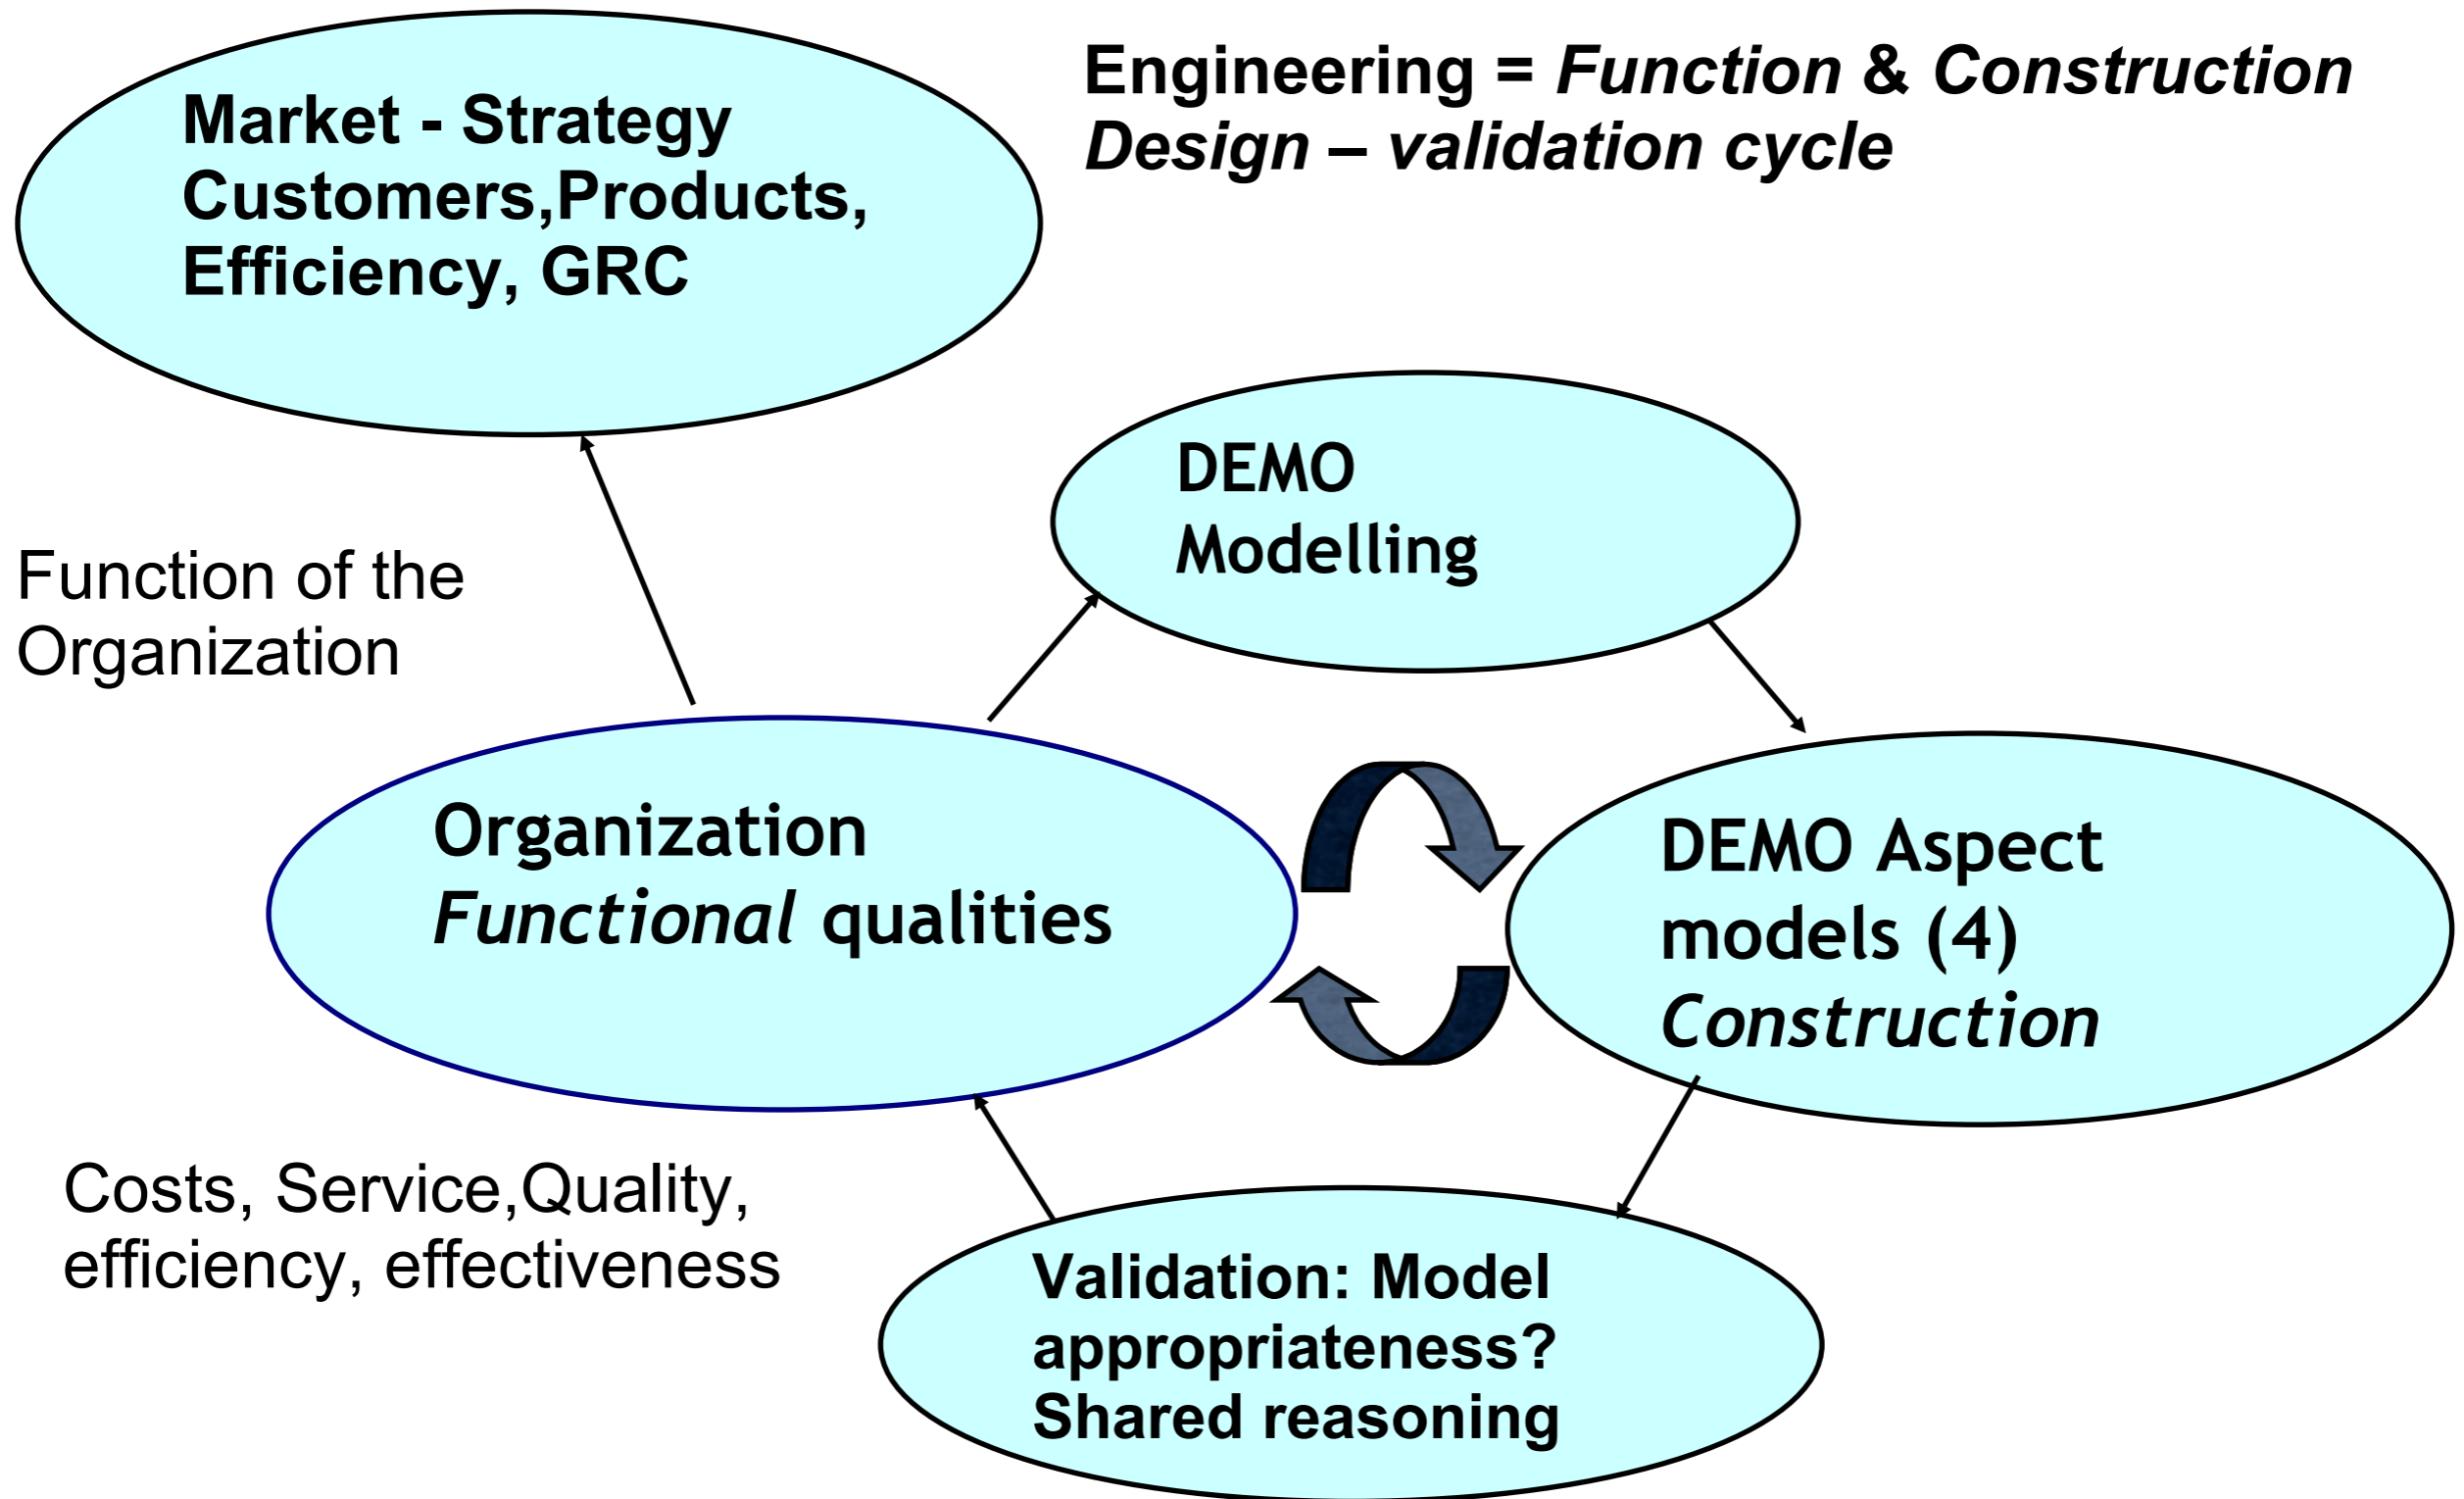 Engineering = Function & Construction
Design – validation cycle
Market - Strategy
Customers,Products,
Efficiency, GRC
DEMO
Modelling
Function of the
Organization
Organization
Functional qualities
DEMO Aspect
models (4)
Construction
Costs, Service,Quality,
efficiency, effectiveness
Validation: Model
appropriateness?
Shared reasoning